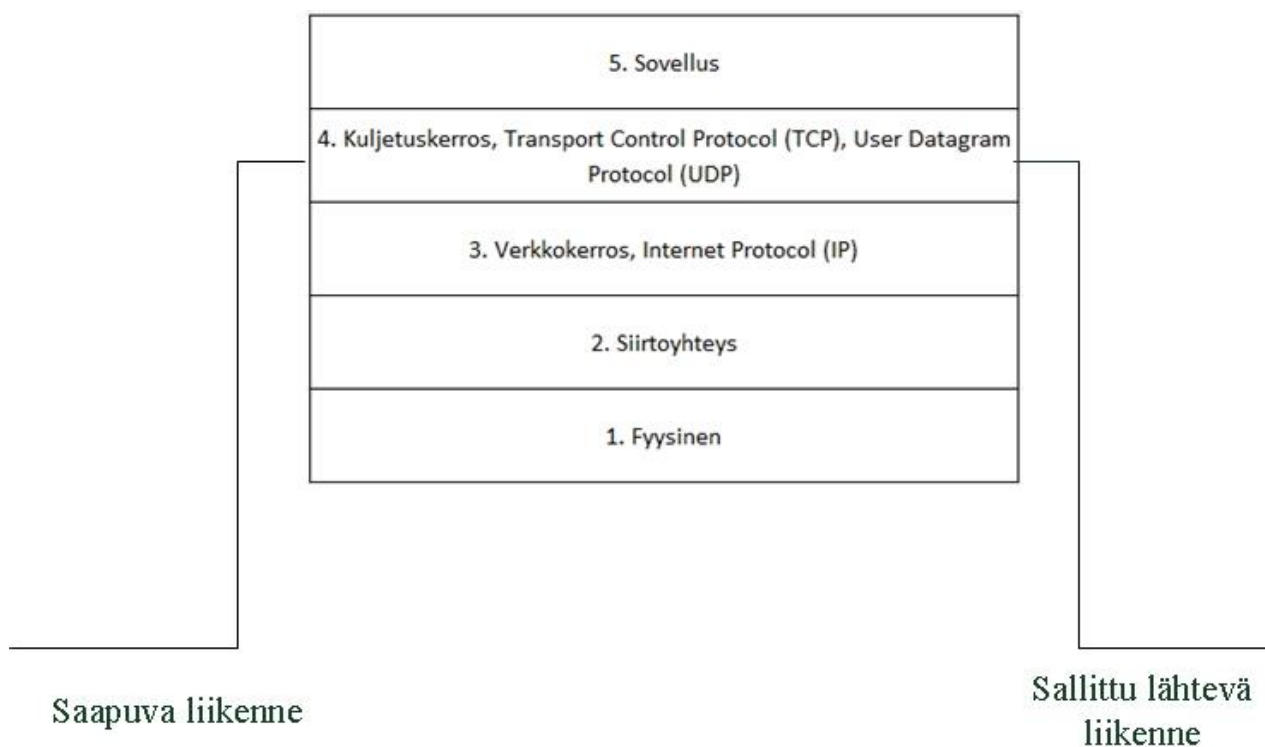 5. Sovellus
4. Kuljetuskerros, Transport Control Protocol (TCP), User Datagram
Protocol (UDP)
3. Verkkokerros, Internet Protocol (IP)
2. Siirtoyhteys
1. Fyysinen
Saapuva liikenne
Sallittu lähtevä
liikenne